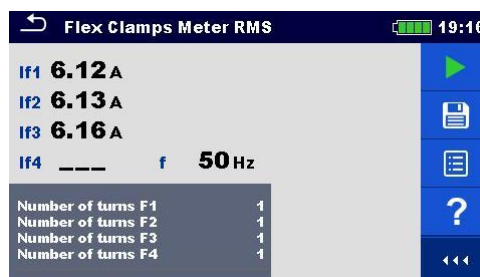 Flex Clamps Meter RMS 19:16
If1 6.12 A
If2 6.13 A
If3 6.16 A
If4 ___ f 50 Hz
Number of turns F1 1
Number of turns F2 1
Number of turns F3 1
Number of turns F4 1
?